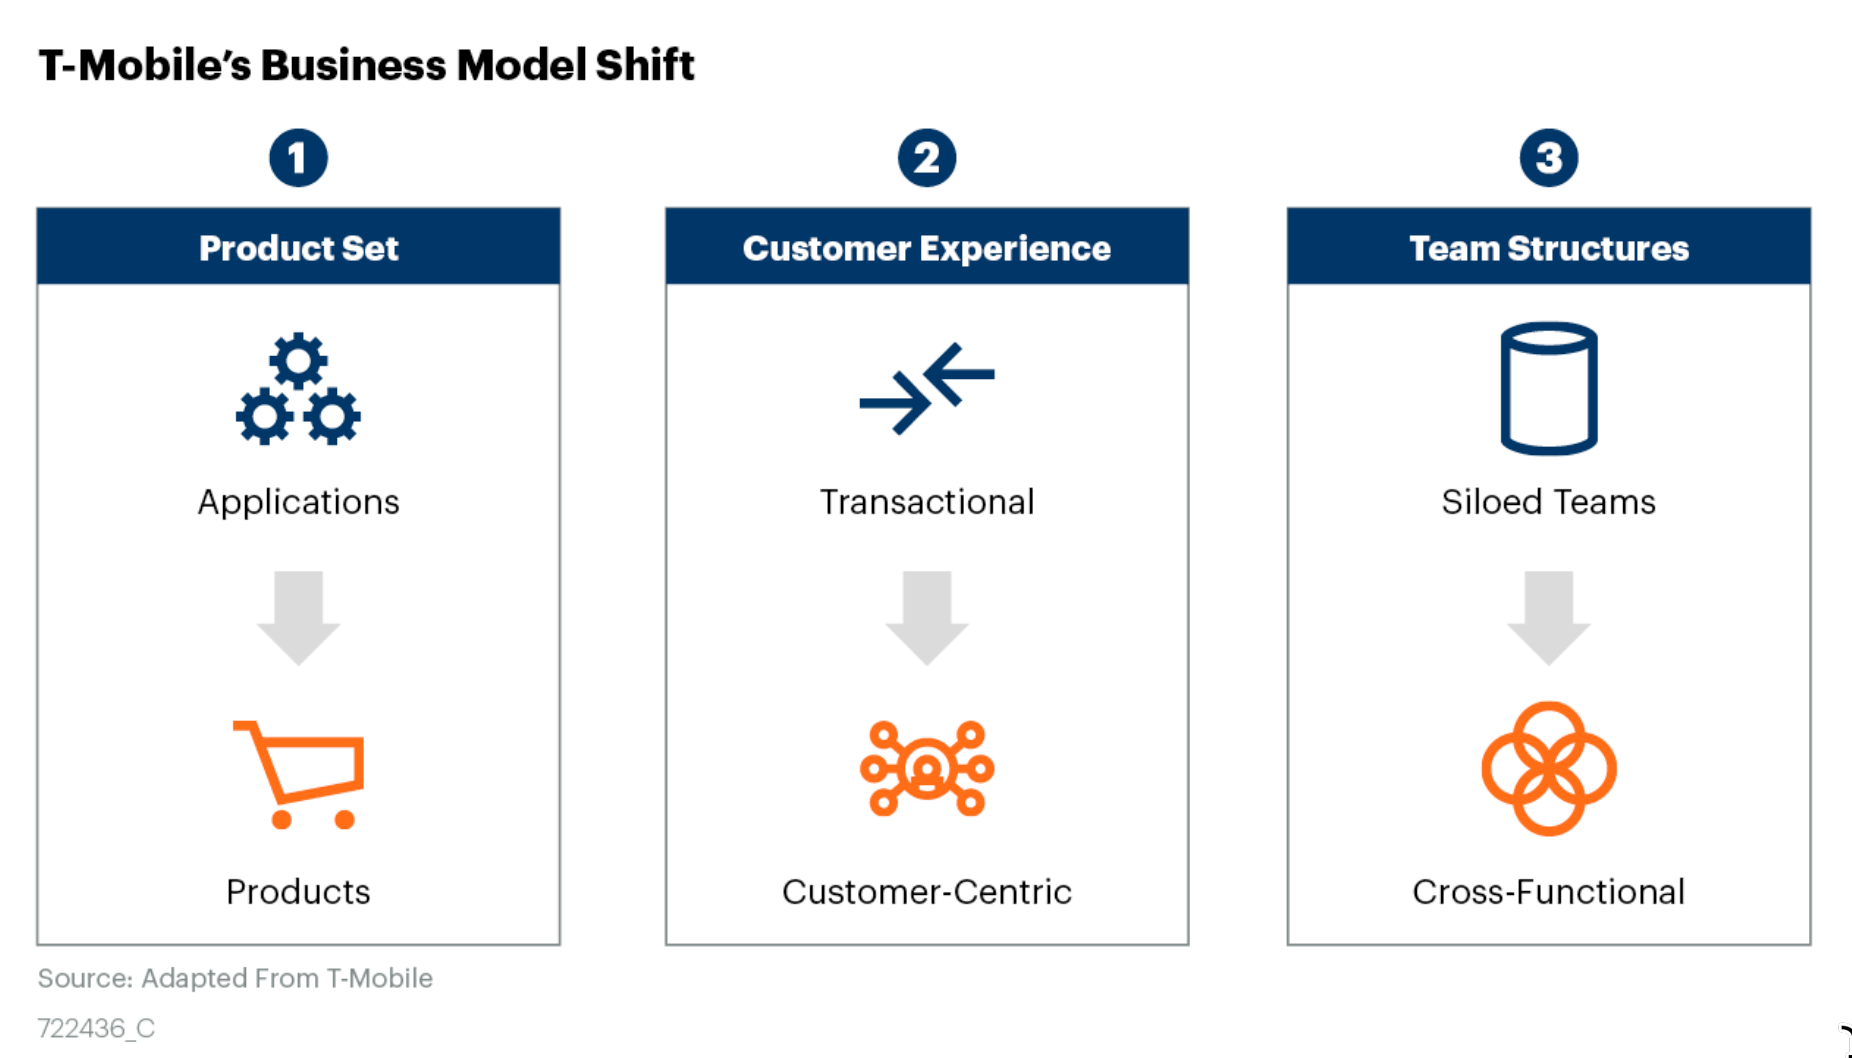 T-Mobile’s Business Model Shift
1
Product Set
Applications
Products
2
Customer Experience
Transactional
Customer-Centric
3
Team Structures
Siloed Teams
Cross-Functional
Source: Adapted From T-Mobile
722436_C